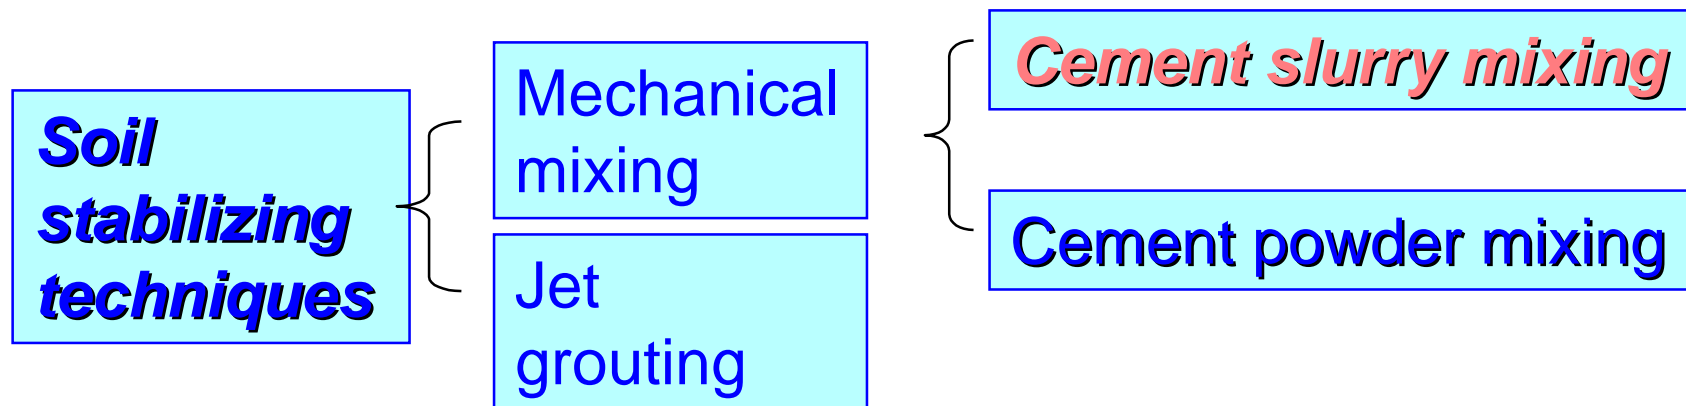 Soil
stabilizing
techniques
Mechanical
mixing
Jet
grouting
Cement slurry mixing
Cement powder mixing